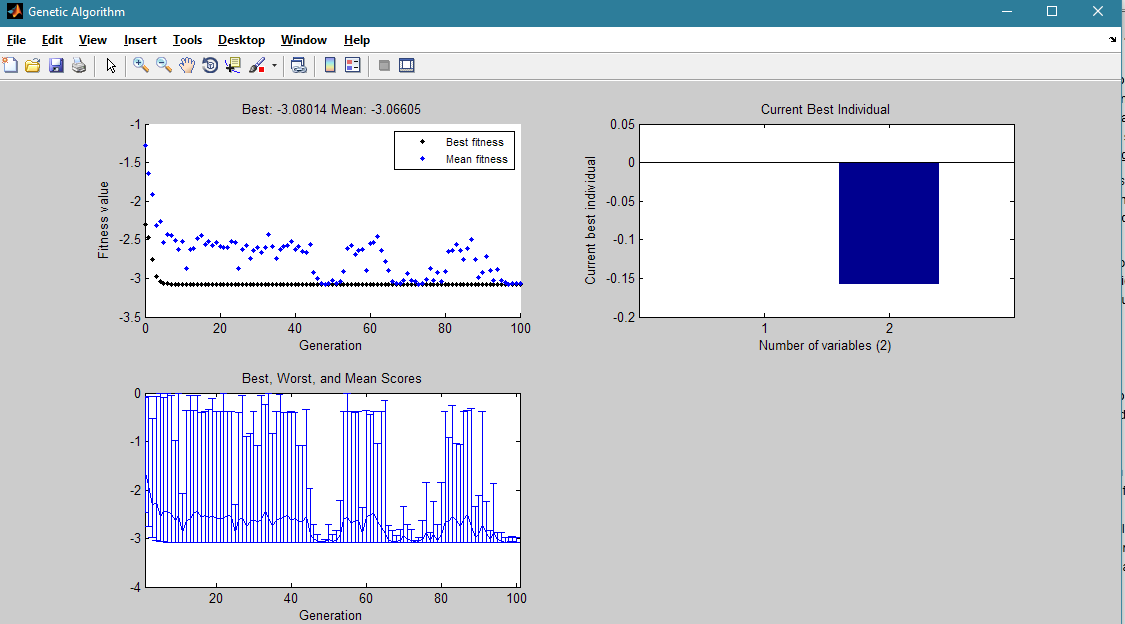 Genetic Algorithm
File Edit View Insert Tools Desktop Window Help
Best: -3.08014 Mean: -3.06605
-1
-1.5
-2
-2.5
-3
-3.5
Fitness value
Best fitness
Mean fitness
0 20 40 60 80 100
Generation
Current Best Individual
0.05
0
-0.05
-0.1
-0.15
-0.2
Current best individual
1 2
Number of variables (2)
Best, Worst, and Mean Scores
0
-1
-2
-3
-4
20 40 60 80 100
Generation